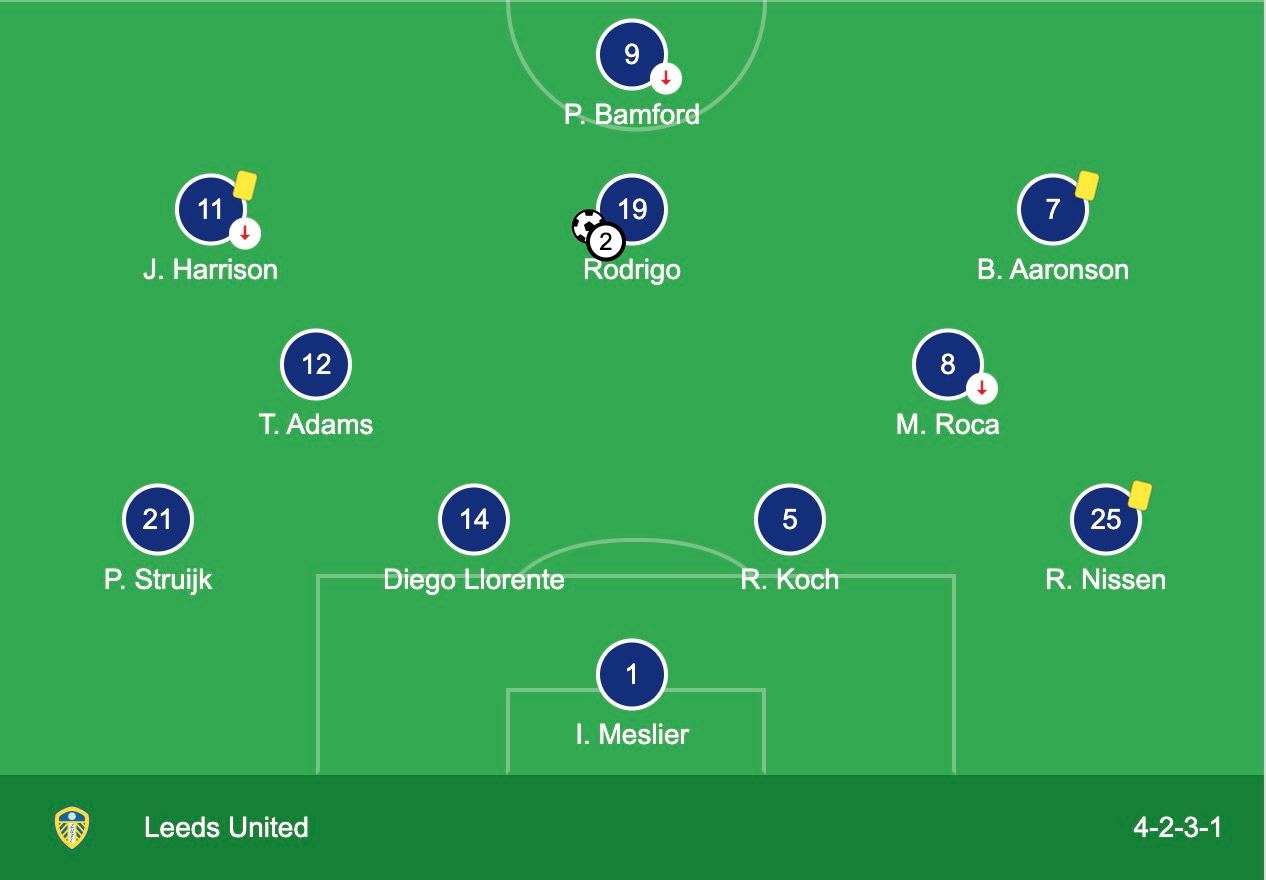 9
P. Bamford
11
19
2
7
J. Harrison
Rodrigo
B. Aaronson
12
8
T. Adams
M. Roca
21
14
5
25
P. Struijk
Diego Llorente
R. Koch
R. Nissen
1
I. Meslier
Leeds United
4-2-3-1